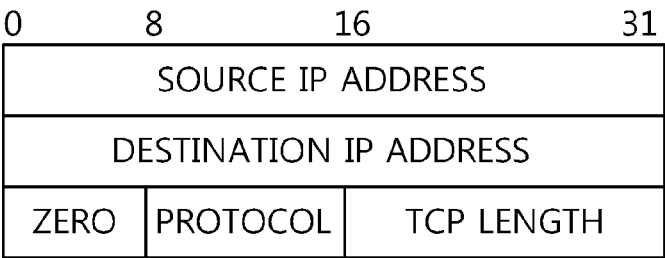 0 8 16 31
SOURCE IP ADDRESS
DESTINATION IP ADDRESS
ZERO PROTOCOL TCP LENGTH